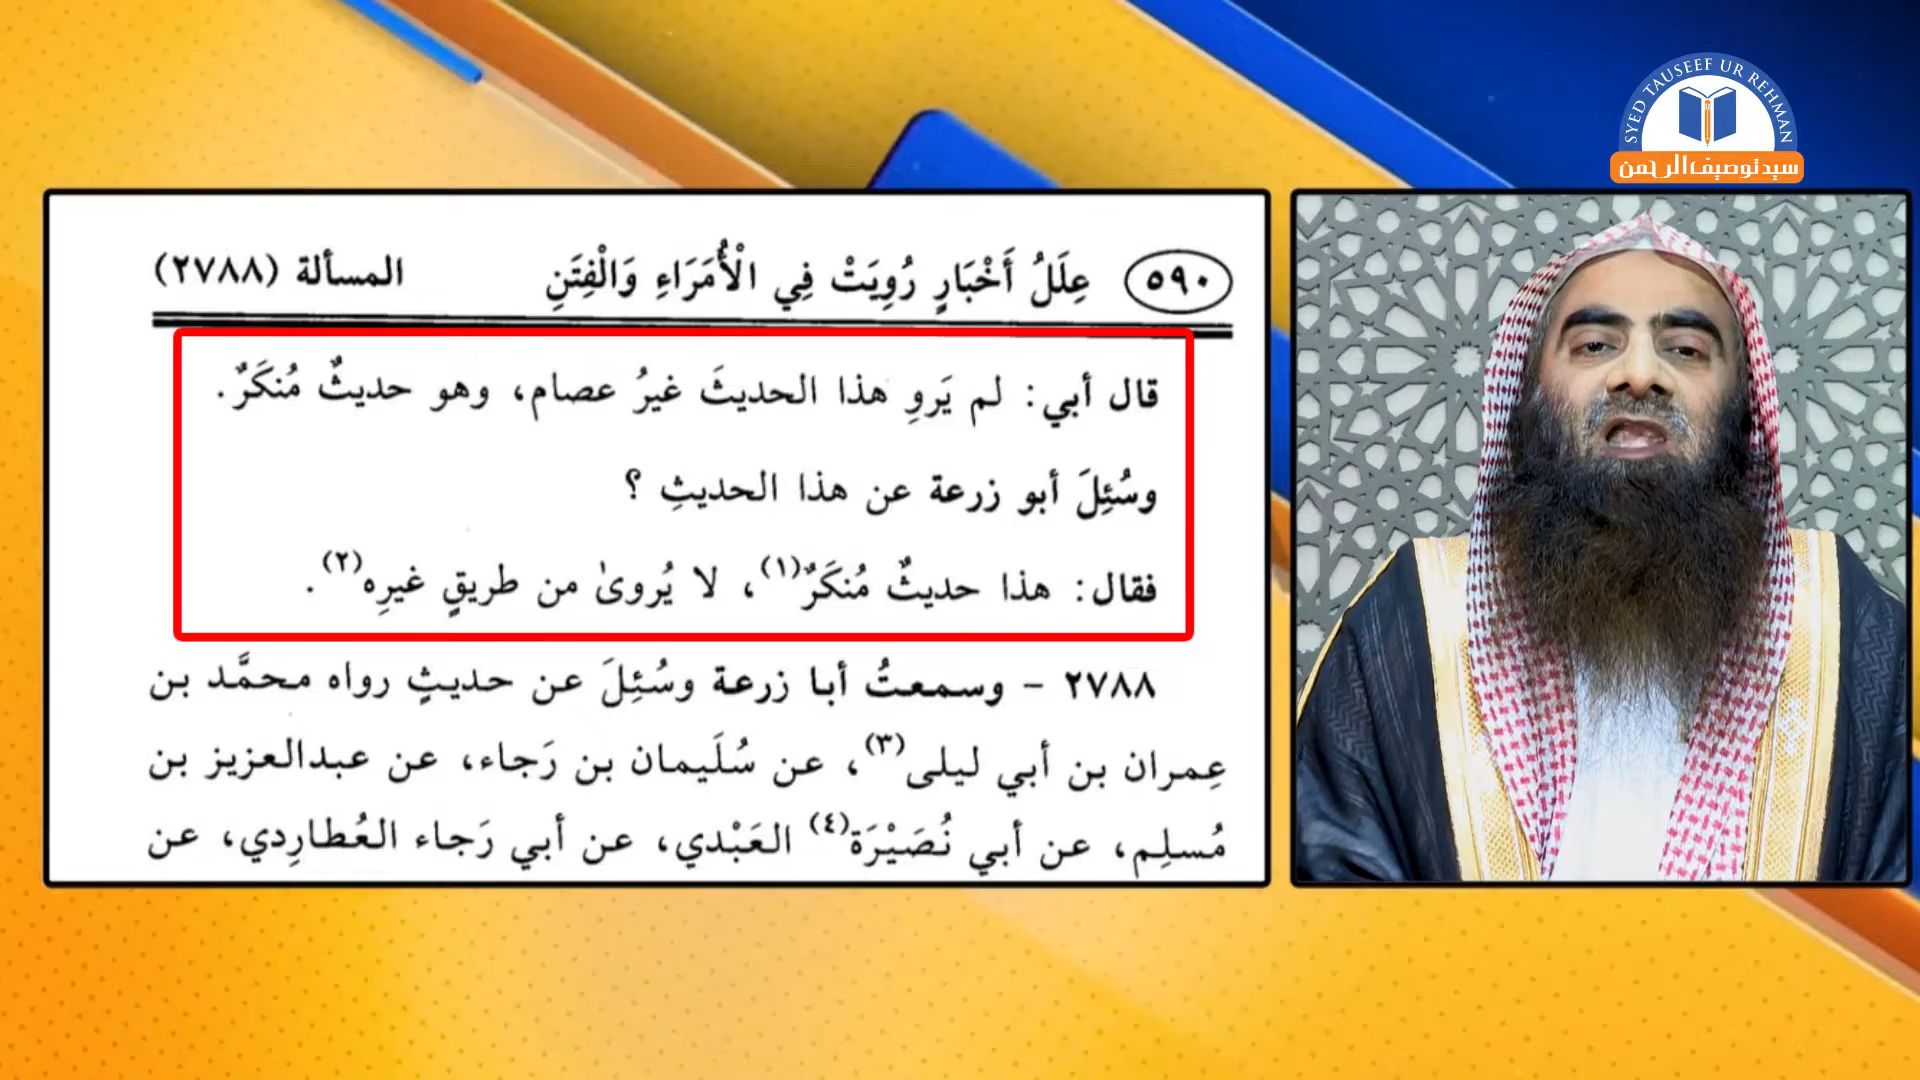 SYED TAUSEEF UR REHMAN
سيد توصيف الرحمن
٥٩٠ عِلَلُ أَخْبَارٍ رُوِيَتْ فِي الْأُمَرَاءِ وَالْفِتَنِ المسألة (٢٧٨٨)
قال أبي: لم يَروِ هذا الحديثَ غيرُ عصام، وهو حديثٌ مُنكَرٌ.
وسُئِلَ أبو زرعة عن هذا الحديثِ ؟
فقال: هذا حديثٌ مُنكَرٌ(١)، لا يُروىٰ من طريقٍ غيرِه(٢).
٢٧٨٨ - وسمعتُ أبا زرعة وسُئِلَ عن حديثٍ رواه محمَّد بن
عِمران بن أبي ليلى(٣)، عن سُلَيمان بن رَجاء، عن عبدالعزيز بن
مُسلِم، عن أبي نُصَيْرَة(٤) العَبْدي، عن أبي رَجاء العُطارِدي، عن